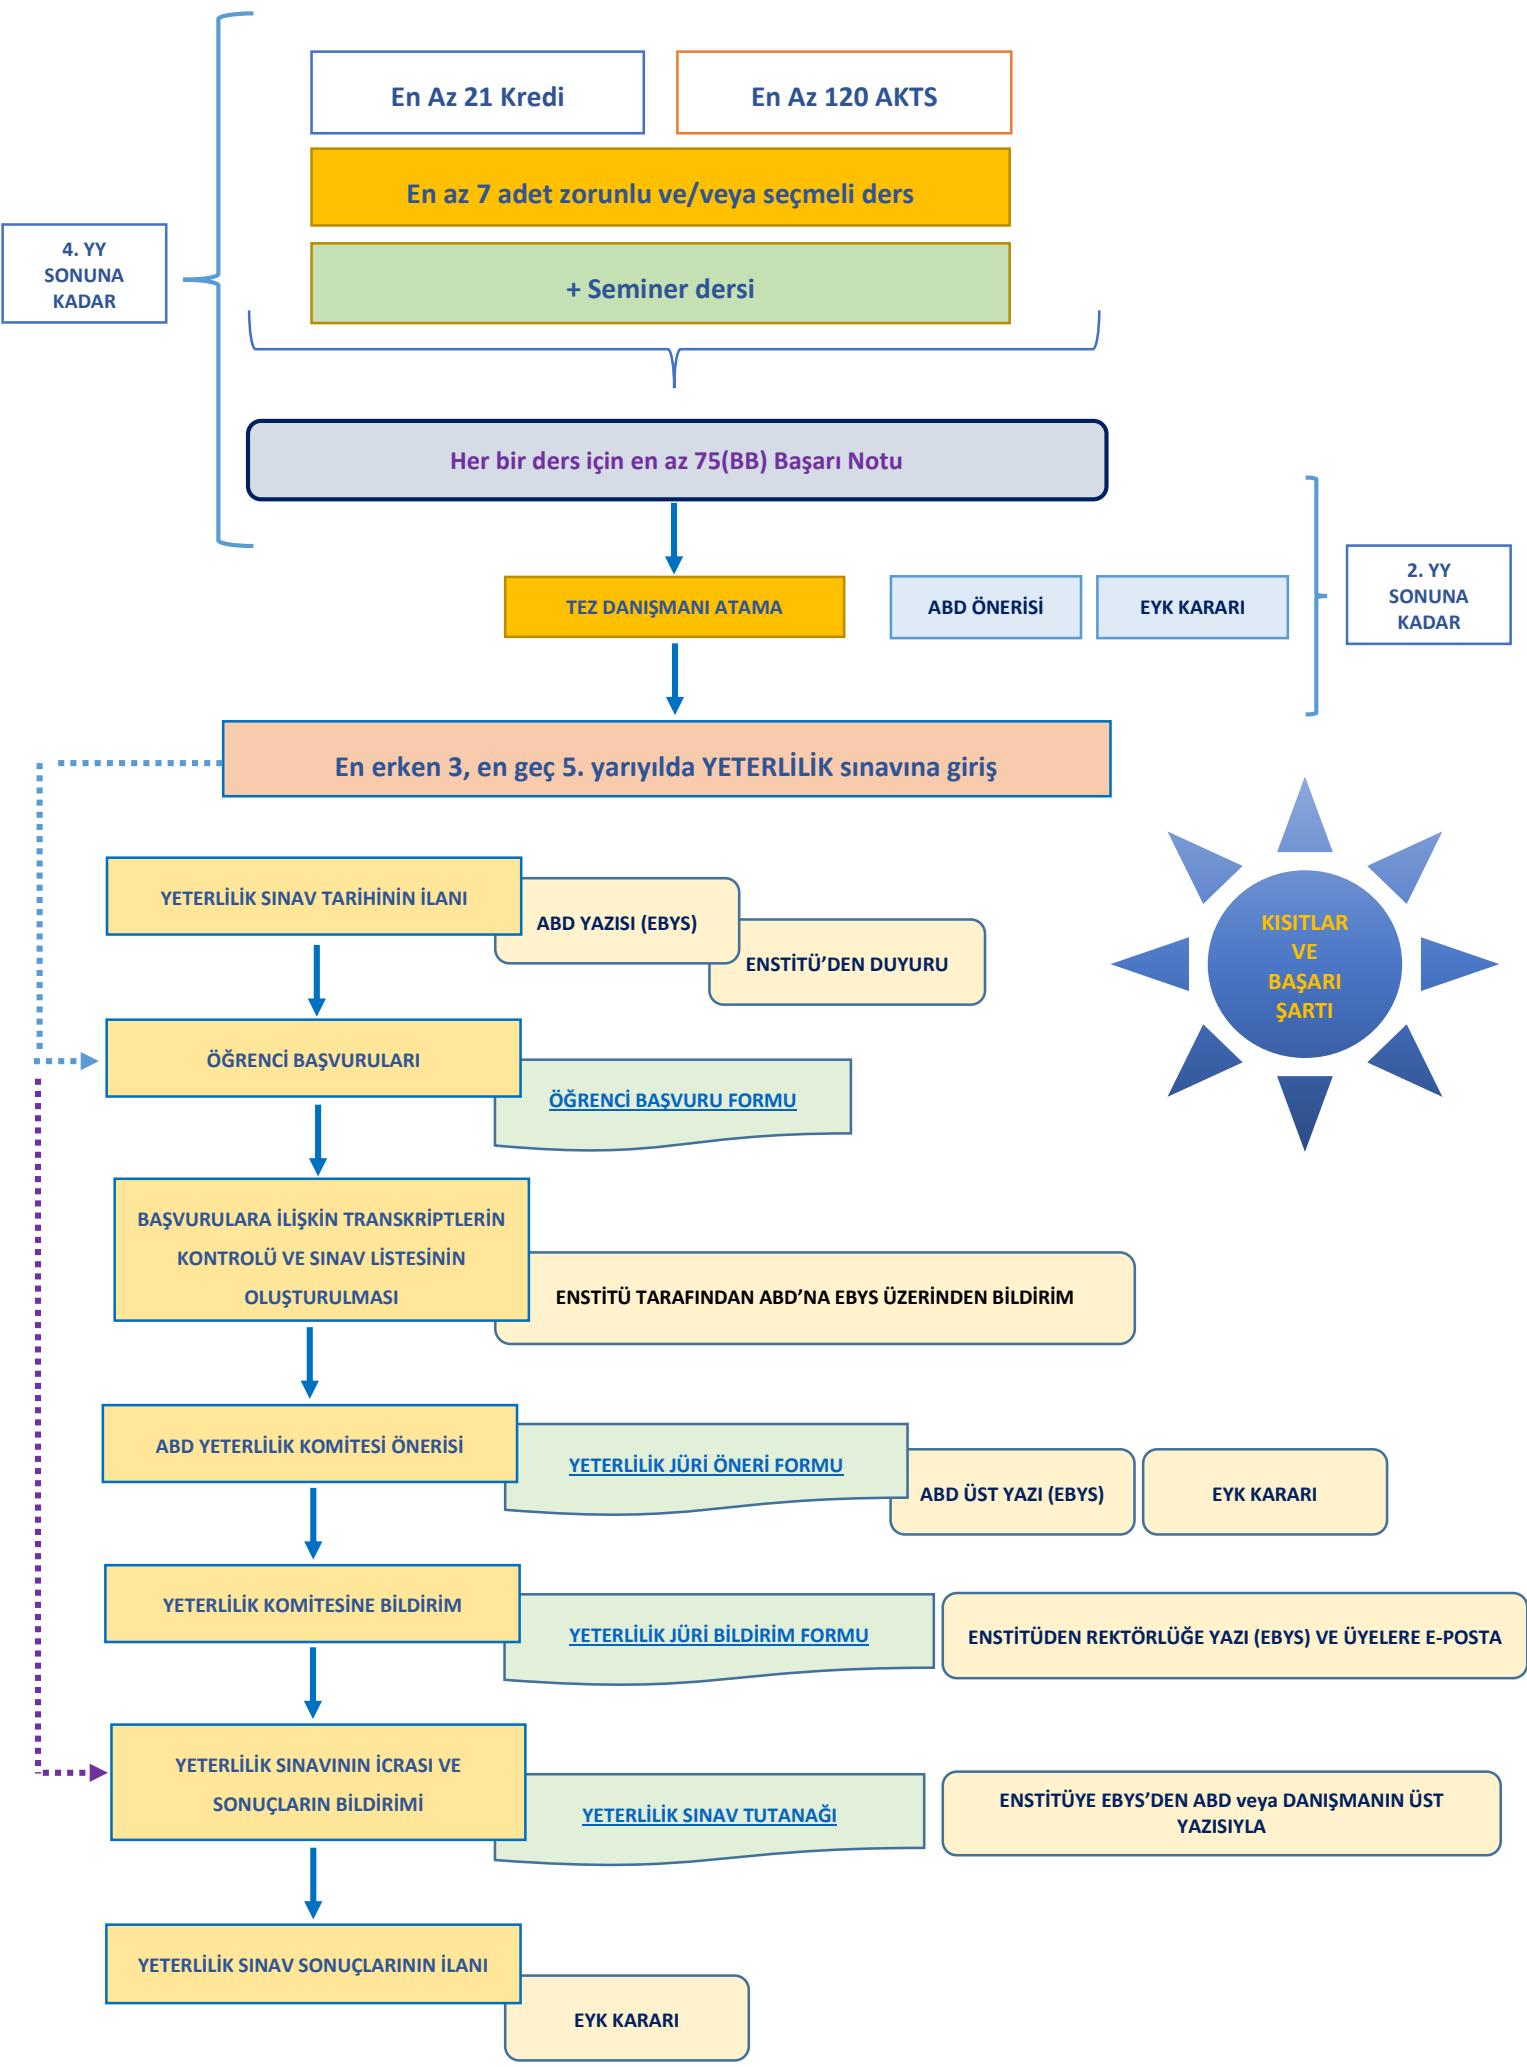 En Az 21 Kredi
En Az 120 AKTS
En az 7 adet zorunlu ve/veya seçmeli ders
+ Seminer dersi
4. YY
SONUNA
KADAR
Her bir ders için en az 75(BB) Başarı Notu
TEZ DANIŞMANI ATAMA
ABD ÖNERİSİ
EYK KARARI
2. YY
SONUNA
KADAR
En erken 3, en geç 5. yarıyılda YETERLİLİK sınavına giriş
YETERLİLİK SINAV TARİHİNİN İLANI
ABD YAZISI (EBYS)
ENSTİTÜ’DEN DUYURU
KISITLAR
VE
BAŞARI
ŞARTI
ÖĞRENCİ BAŞVURULARI
ÖĞRENCİ BAŞVURU FORMU
BAŞVURULARA İLİŞKİN TRANSKRİPTLERİN
KONTROLÜ VE SINAV LİSTESİNİN
OLUŞTURULMASI
ENSTİTÜ TARAFINDAN ABD’NA EBYS ÜZERİNDEN BİLDİRİM
ABD YETERLİLİK KOMİTESİ ÖNERİSİ
YETERLİLİK JÜRİ ÖNERİ FORMU
ABD ÜST YAZI (EBYS)
EYK KARARI
YETERLİLİK KOMİTESİNE BİLDİRİM
YETERLİLİK JÜRİ BİLDİRİM FORMU
ENSTİTÜDEN REKTÖRLÜĞE YAZI (EBYS) VE ÜYELERE E-POSTA
YETERLİLİK SINAVININ İCRASI VE
SONUÇLARIN BİLDİRİMİ
YETERLİLİK SINAV TUTANAĞI
ENSTİTÜYE EBYS’DEN ABD veya DANIŞMANIN ÜST
YAZISIYLA
YETERLİLİK SINAV SONUÇLARININ İLANI
EYK KARARI